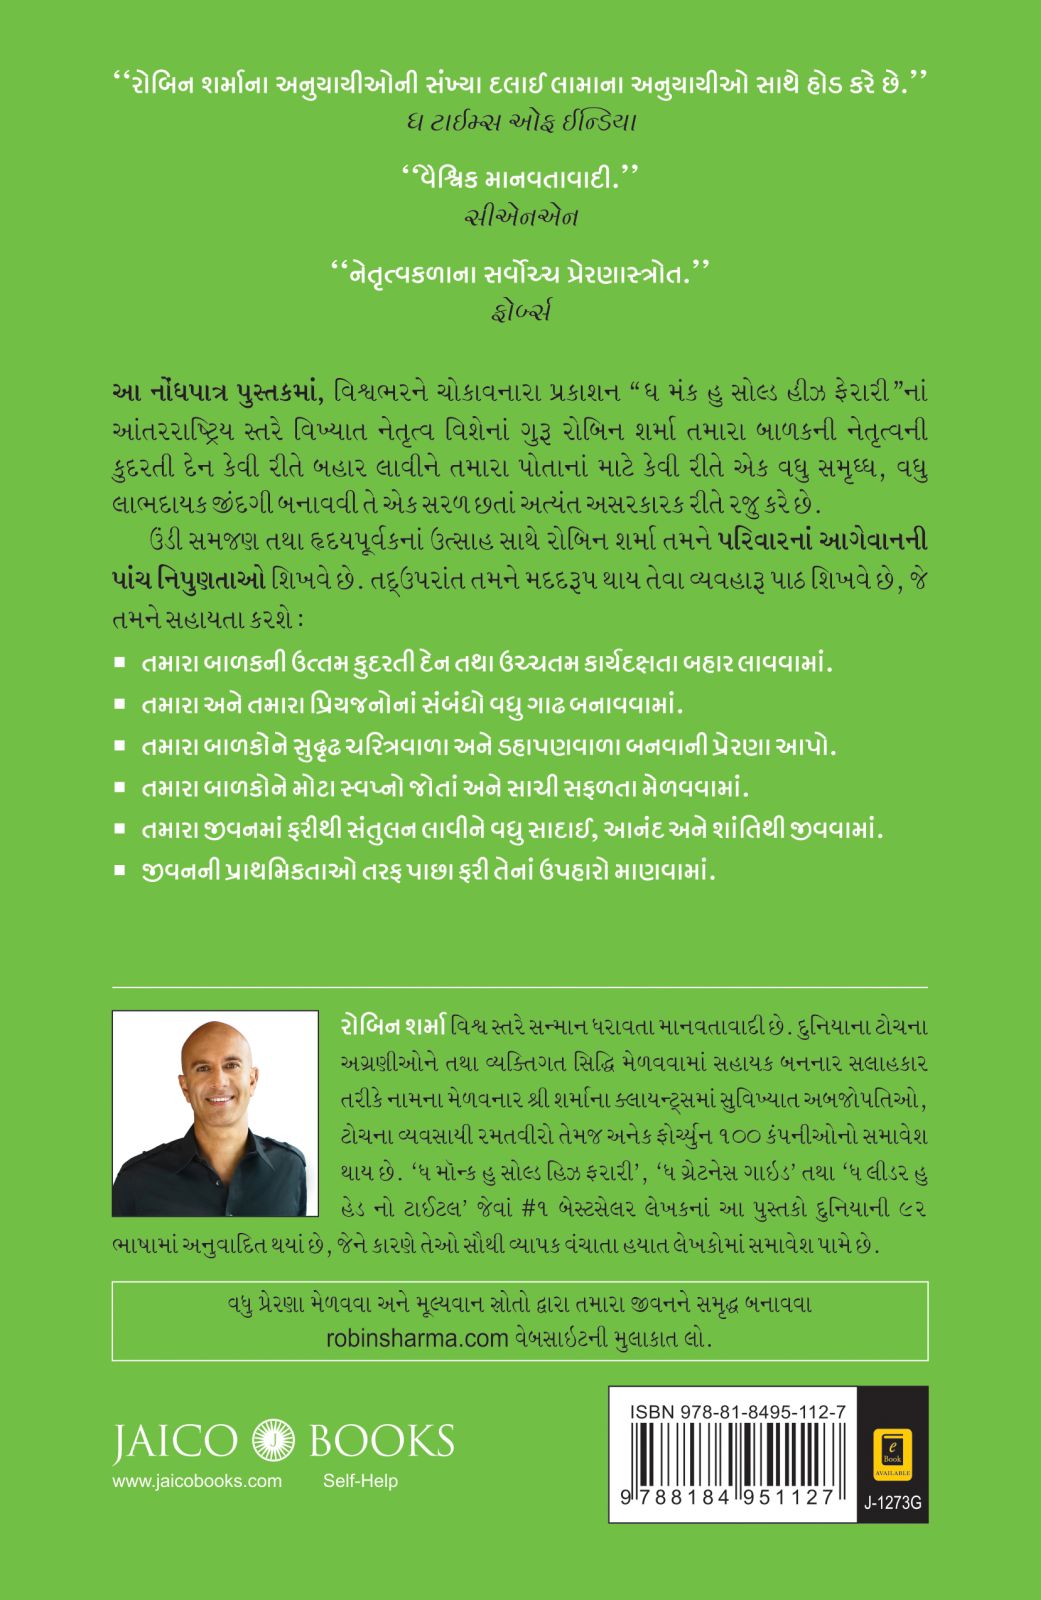 ‘‘રોબિન શર્માના અનુયાયીઓની સંખ્યા દલાઈ લામાના અનુયાયીઓ સાથે હોડ કરે છે.’’
ધ ટાઈમ્સ ઓફ ઈન્ડિયા
‘‘વૈશ્વિક માનવતાવાદી.’’
સીએનએન
‘‘નેતૃત્વકળાના સર્વોચ્ચ પ્રેરણાસ્ત્રોત.’’
ફોર્બ્સ
આ નોંધપાત્ર પુસ્તકમાં, વિશ્વભરને ચોકાવનારા પ્રકાશન “ધ મંક હુ સોલ્ડ હીઝ ફેરારી”નાં
આંતરરાષ્ટ્રિય સ્તરે વિખ્યાત નેતૃત્વ વિશેનાં ગુરૂ રોબિન શર્મા તમારા બાળકની નેતૃત્વની
કુદરતી દેન કેવી રીતે બહાર લાવીને તમારા પોતાનાં માટે કેવી રીતે એક વધુ સમૃધ્ધ, વધુ
લાભદાયક જીંદગી બનાવવી તે એક સરળ છતાં અત્યંત અસરકારક રીતે રજુ કરે છે.
ઉંડી સમજણ તથા હૃદયપૂર્વકનાં ઉત્સાહ સાથે રોબિન શર્મા તમને પરિવારનાં આગેવાનની
પાંચ નિપુણતાઓ શિખવે છે. તદ્ઉપરાંત તમને મદદરૂપ થાય તેવા વ્યવહારૂ પાઠ શિખવે છે, જે
તમને સહાયતા કરશે :
▪ તમારા બાળકની ઉત્તમ કુદરતી દેન તથા ઉચ્ચતમ કાર્યદક્ષતા બહાર લાવવામાં.
▪ તમારા અને તમારા પ્રિયજનોનાં સંબંધો વધુ ગાઢ બનાવવામાં.
▪ તમારા બાળકોને સુદૃઢ ચરિત્રવાળા અને ડહાપણવાળા બનવાની પ્રેરણા આપો.
▪ તમારા બાળકોને મોટા સ્વપ્નો જોતાં અને સાચી સફળતા મેળવવામાં.
▪ તમારા જીવનમાં ફરીથી સંતુલન લાવીને વધુ સાદાઈ, આનંદ અને શાંતિથી જીવવામાં.
▪ જીવનની પ્રાથમિકતાઓ તરફ પાછા ફરી તેનાં ઉપહારો માણવામાં.
રોબિન શર્મા વિશ્વ સ્તરે સન્માન ધરાવતા માનવતાવાદી છે. દુનિયાના ટોચના
અગ્રણીઓને તથા વ્યક્તિગત સિદ્ધિ મેળવવામાં સહાયક બનનાર સલાહકાર
તરીકે નામના મેળવનાર શ્રી શર્માના ક્લાયન્ટ્સમાં સુવિખ્યાત અબજોપતિઓ,
ટોચના વ્યવસાયી રમતવીરો તેમજ અનેક ફોર્ચ્યુન ૧૦૦ કંપનીઓનો સમાવેશ
થાય છે. ‘ધ મૉન્ક હુ સોલ્ડ હિઝ ફરારી’, ‘ધ ગ્રેટનેસ ગાઇડ’ તથા ‘ધ લીડર હુ
હેડ નો ટાઈટલ’ જેવાં #૧ બેસ્ટસેલર લેખકનાં આ પુસ્તકો દુનિયાની ૯૨
ભાષામાં અનુવાદિત થયાં છે, જેને કારણે તેઓ સૌથી વ્યાપક વંચાતા હયાત લેખકોમાં સમાવેશ પામે છે.
વધુ પ્રેરણા મેળવવા અને મૂલ્યવાન સ્રોતો દ્વારા તમારા જીવનને સમૃદ્ધ બનાવવા
robinsharma.com વેબસાઇટની મુલાકાત લો.
JAICO J BOOKS
www.jaicobooks.com Self-Help
ISBN 978-81-8495-112-7
9 788184 951127
e
Book
AVAILABLE
J-1273G